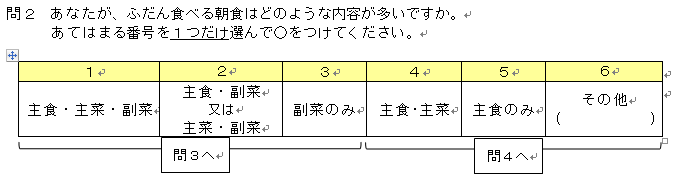 問２　あなたが、ふだん食べる朝食はどのような内容が多いですか。
あてはまる番号を１つだけ選んで○をつけてください。
１　２　３　４　５　６
主食・主菜・副菜
主食・副菜
又は
主菜・副菜
副菜のみ
主食・主菜
主食のみ
その他
(　　　　　　)
問３へ
問４へ